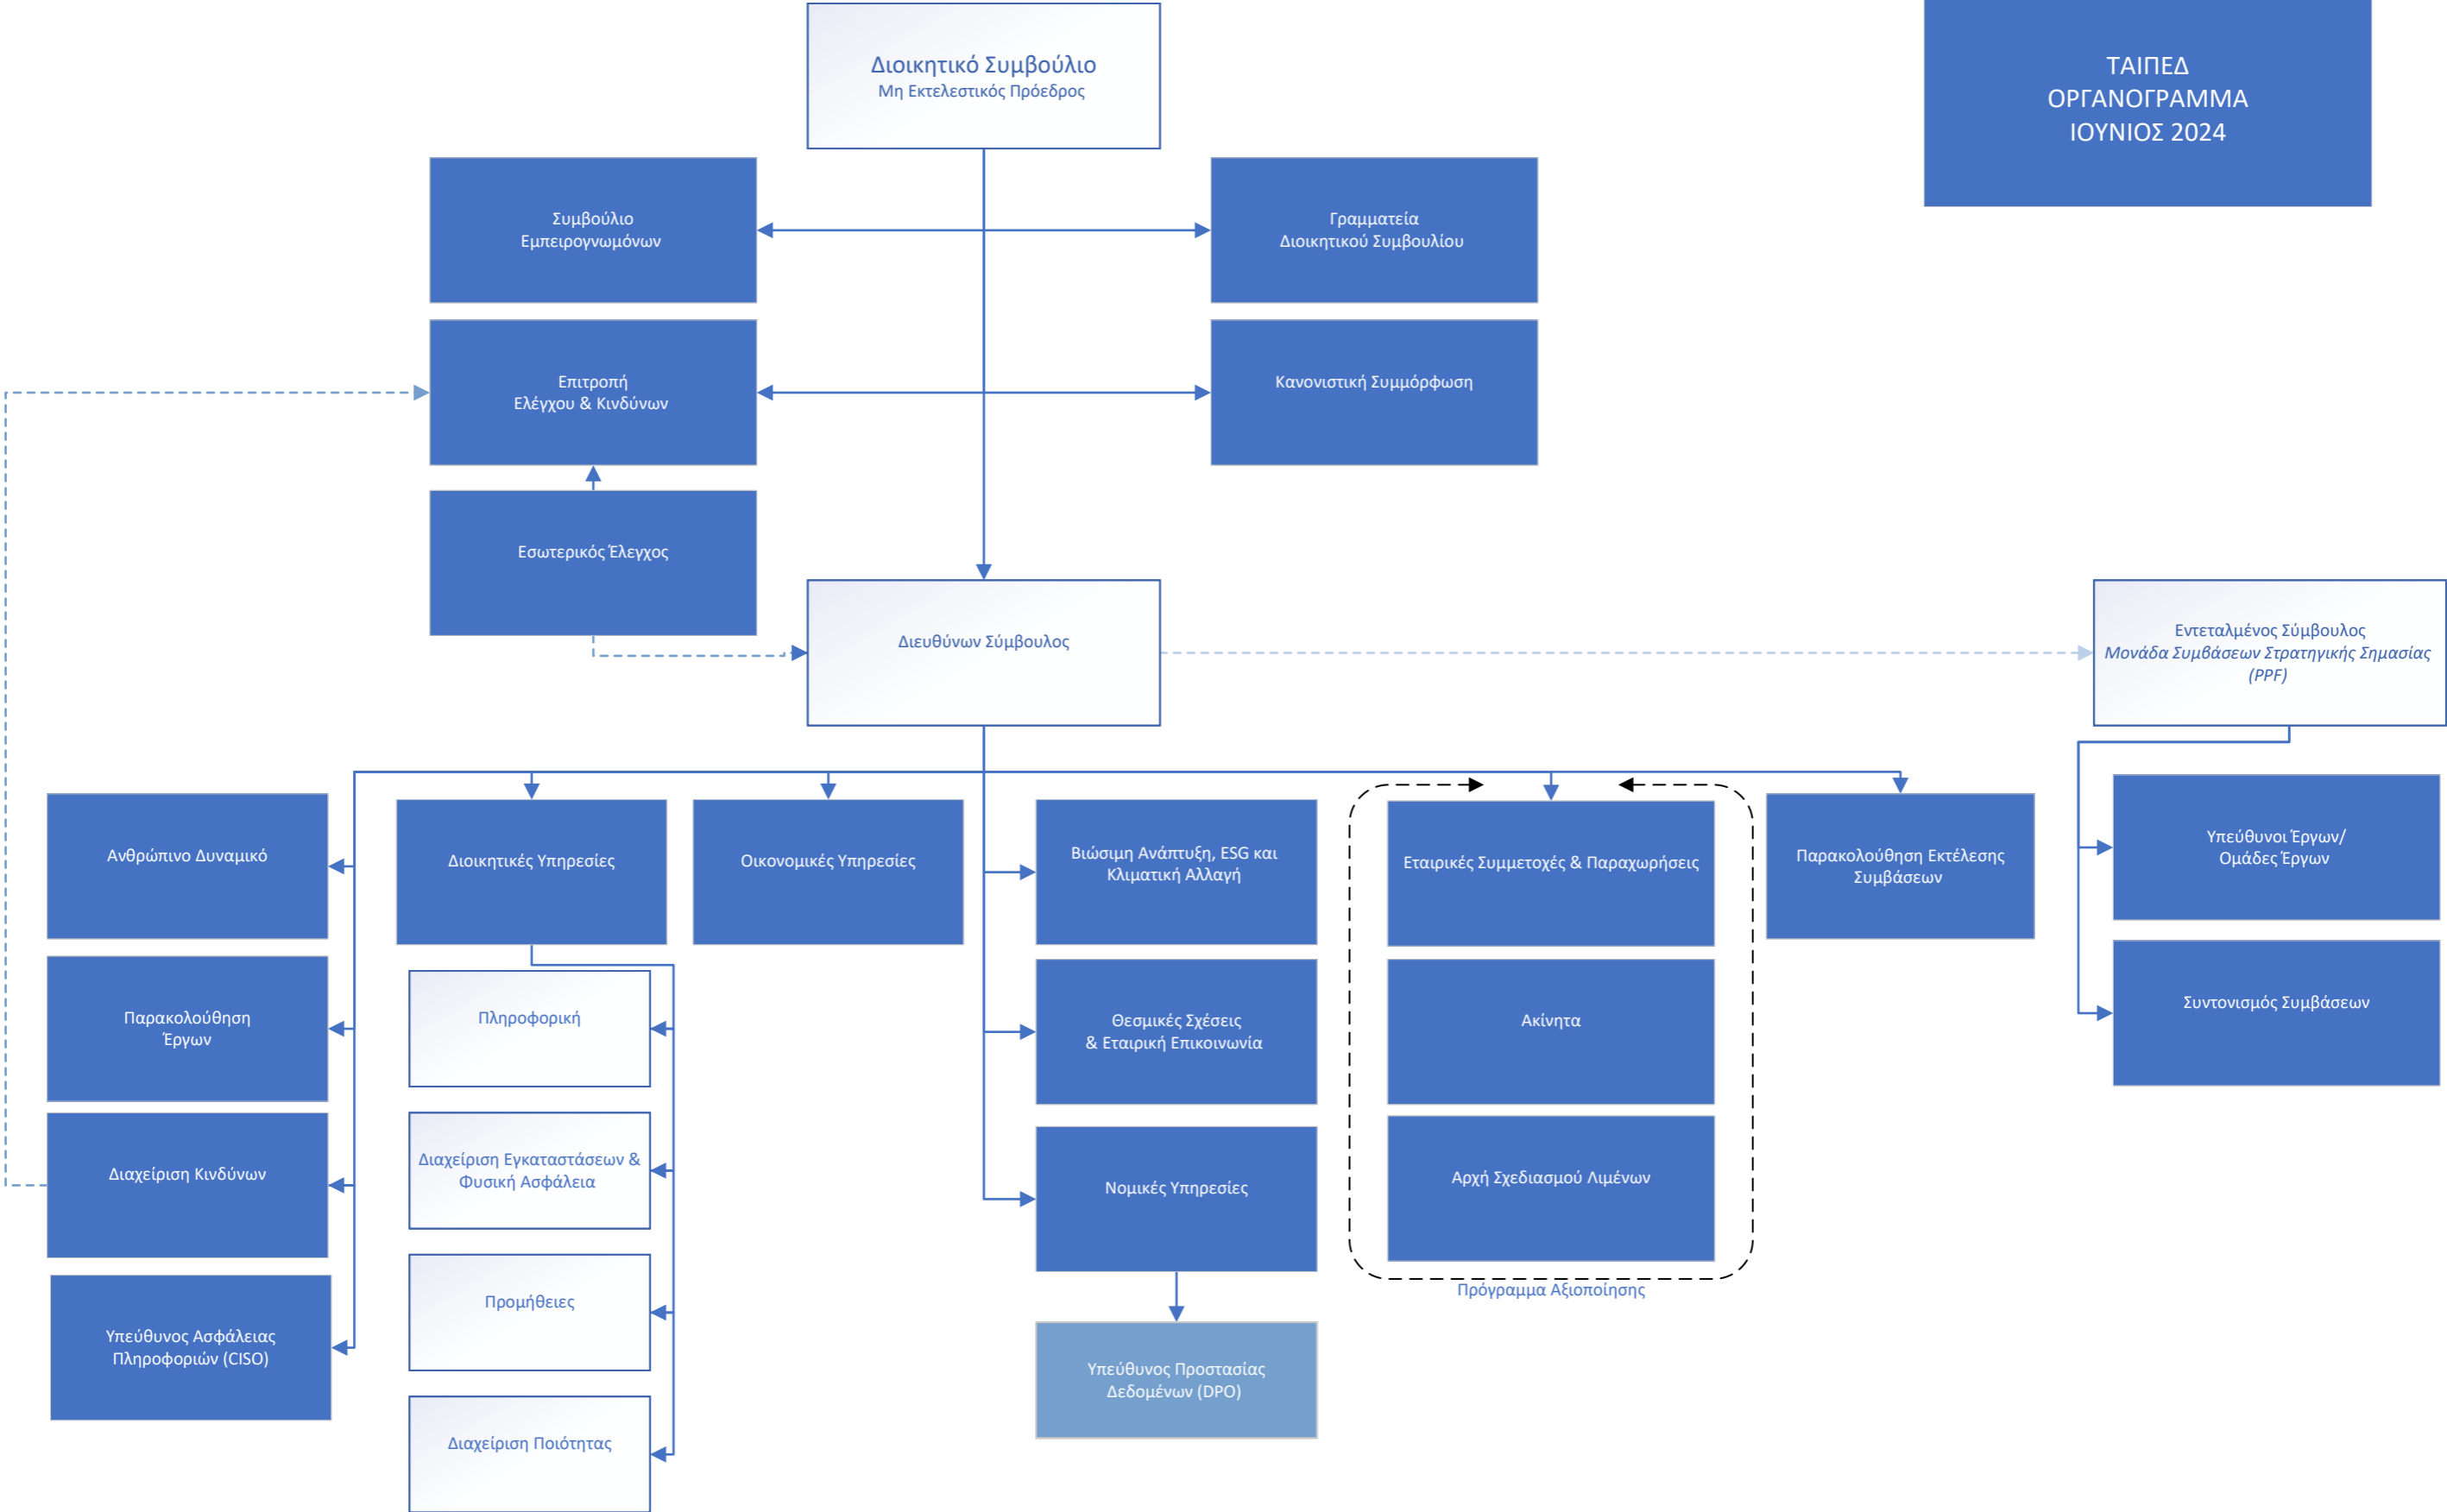 Διοικητικό Συμβούλιο
Μη Εκτελεστικός Πρόεδρος
ΤΑΙΠΕΔ
ΟΡΓΑΝΟΓΡΑΜΜΑ
ΙΟΥΝΙΟΣ 2024
Συμβούλιο
Εμπειρογνωμόνων
Γραμματεία
Διοικητικού Συμβουλίου
Επιτροπή
Ελέγχου & Κινδύνων
Κανονιστική Συμμόρφωση
Εσωτερικός Έλεγχος
Διευθύνων Σύμβουλος
Εντεταλμένος Σύμβουλος
Μονάδα Συμβάσεων Στρατηγικής Σημασίας
(PPF)
Ανθρώπινο Δυναμικό
Διοικητικές Υπηρεσίες
Οικονομικές Υπηρεσίες
Βιώσιμη Ανάπτυξη, ESG και
Κλιματική Αλλαγή
Εταιρικές Συμμετοχές & Παραχωρήσεις
Παρακολούθηση Εκτέλεσης
Συμβάσεων
Υπεύθυνοι Έργων/
Ομάδες Έργων
Παρακολούθηση
Έργων
Πληροφορική
Θεσμικές Σχέσεις
& Εταιρική Επικοινωνία
Ακίνητα
Συντονισμός Συμβάσεων
Διαχείριση Κινδύνων
Διαχείριση Εγκαταστάσεων &
Φυσική Ασφάλεια
Νομικές Υπηρεσίες
Αρχή Σχεδιασμού Λιμένων
Πρόγραμμα Αξιοποίησης
Υπεύθυνος Ασφάλειας
Πληροφοριών (CISO)
Προμήθειες
Υπεύθυνος Προστασίας
Δεδομένων (DPO)
Διαχείριση Ποιότητας